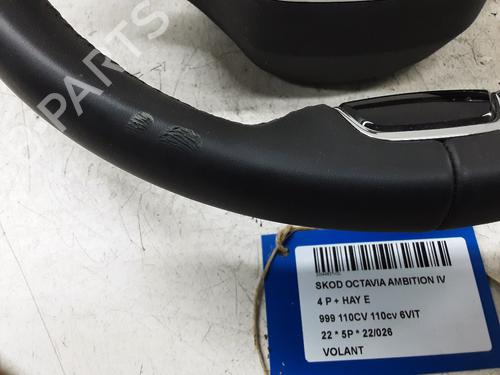 PARTS
SKOD OCTAVIA AMBITION IV
4 P + HAY E
999 110CV 110cv 6VIT
22 * 5P * 22/026
VOLANT